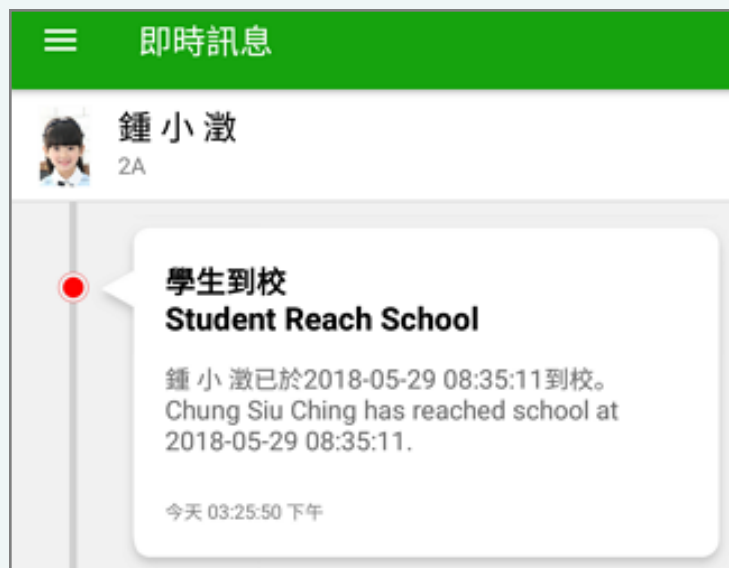 即時訊息
鍾 小 澂
2A
學生到校
Student Reach School
鍾 小 澂已於2018-05-29 08:35:11到校。
Chung Siu Ching has reached school at
2018-05-29 08:35:11.
今天 03:25:50 下午